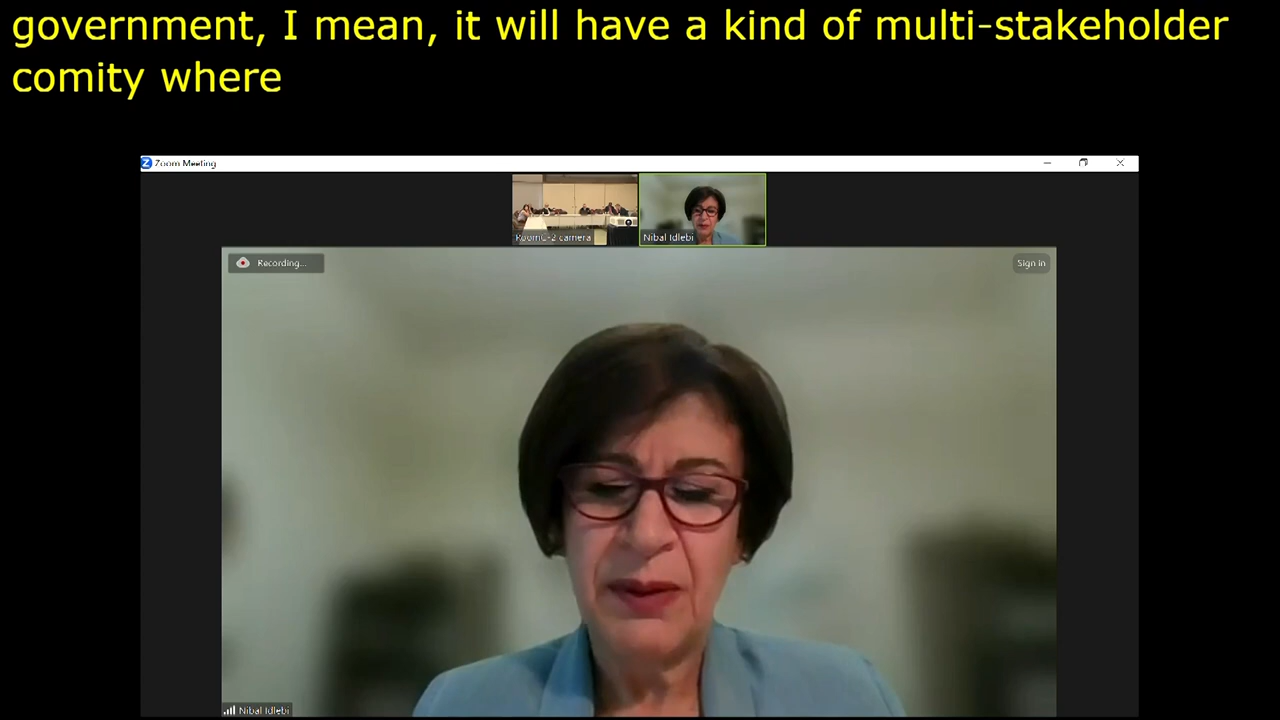 government, I mean, it will have a kind of multi-stakeholder
comity where
Zoom Meeting
RoomC-2 camera
Nibal Idlebi
Recording...
Sign in
Nibal Idlebi